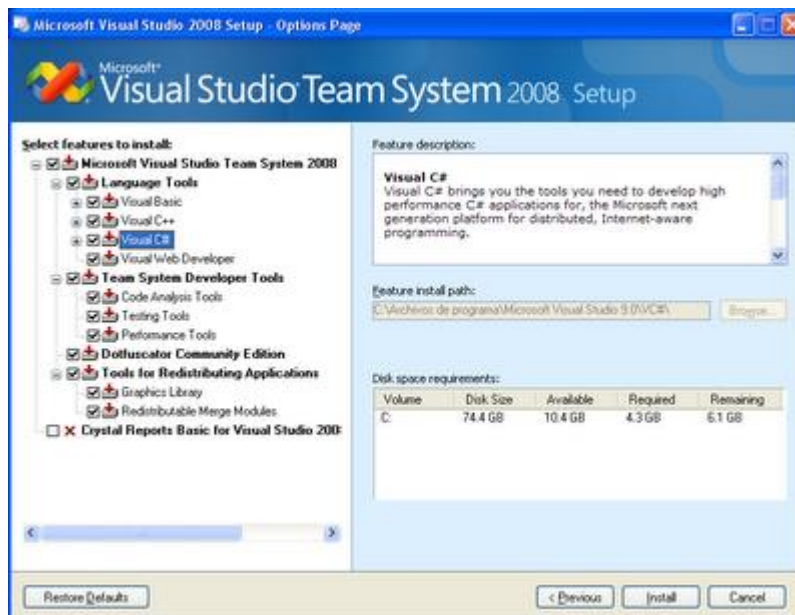 Microsoft Visual Studio 2008 Setup - Options Page
Microsoft®
Visual Studio Team System 2008 Setup
Select features to install:
Microsoft Visual Studio Team System 2008
Language Tools
Visual Basic
Visual C++
Visual C#
Visual Web Developer
Team System Developer Tools
Code Analysis Tools
Testing Tools
Performance Tools
Dotfuscator Community Edition
Tools for Redistributing Applications
Graphics Library
Redistributable Merge Modules
Crystal Reports Basic for Visual Studio 200
Feature description:
Visual C#
Visual C# brings you the tools you need to develop high
performance C# applications for, the Microsoft next
generation platform for distributed, Internet-aware
programming.
Feature install path:
C:\Archivos de programa\Microsoft Visual Studio 9.0\VC#\
Browse...
Disk space requirements:
Volume Disk Size Available Required Remaining
C: 74.4 GB 10.4 GB 4.3 GB 6.1 GB
Restore Defaults
< Previous
Install
Cancel